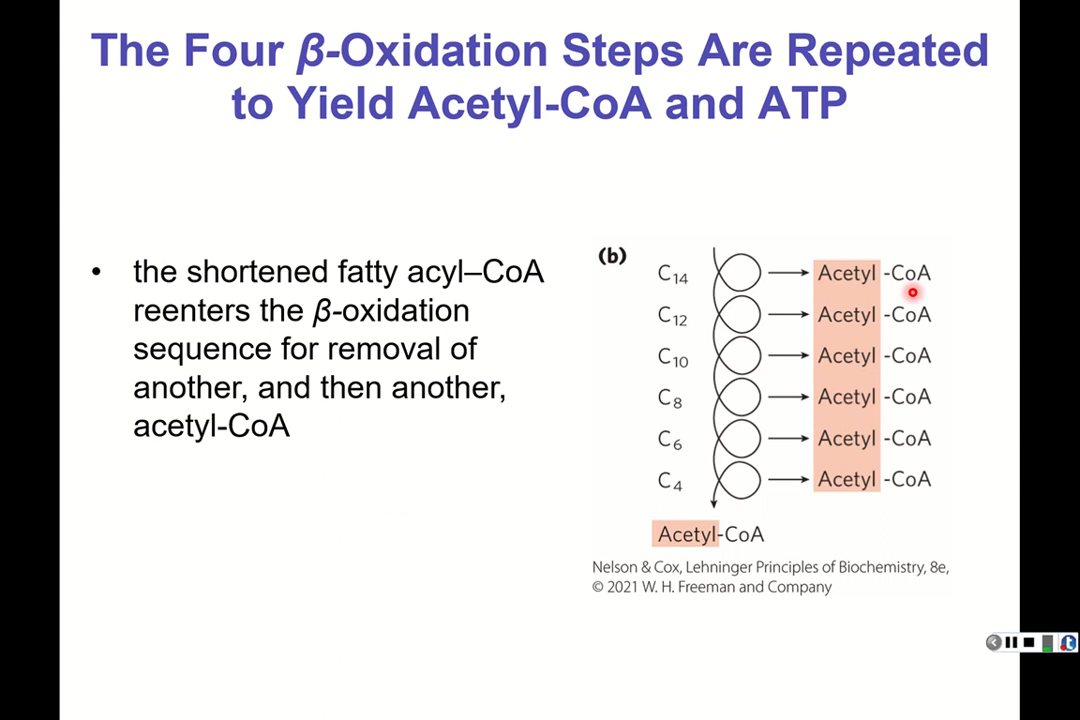 The Four β-Oxidation Steps Are Repeated
to Yield Acetyl-CoA and ATP
• the shortened fatty acyl–CoA
reenters the β-oxidation
sequence for removal of
another, and then another,
acetyl-CoA
(b)
C₁₄ Acetyl -CoA
C₁₂ Acetyl -CoA
C₁₀ Acetyl -CoA
C₈ Acetyl -CoA
C₆ Acetyl -CoA
C₄ Acetyl -CoA
Acetyl-CoA
Nelson & Cox, Lehninger Principles of Biochemistry, 8e,
© 2021 W. H. Freeman and Company
t